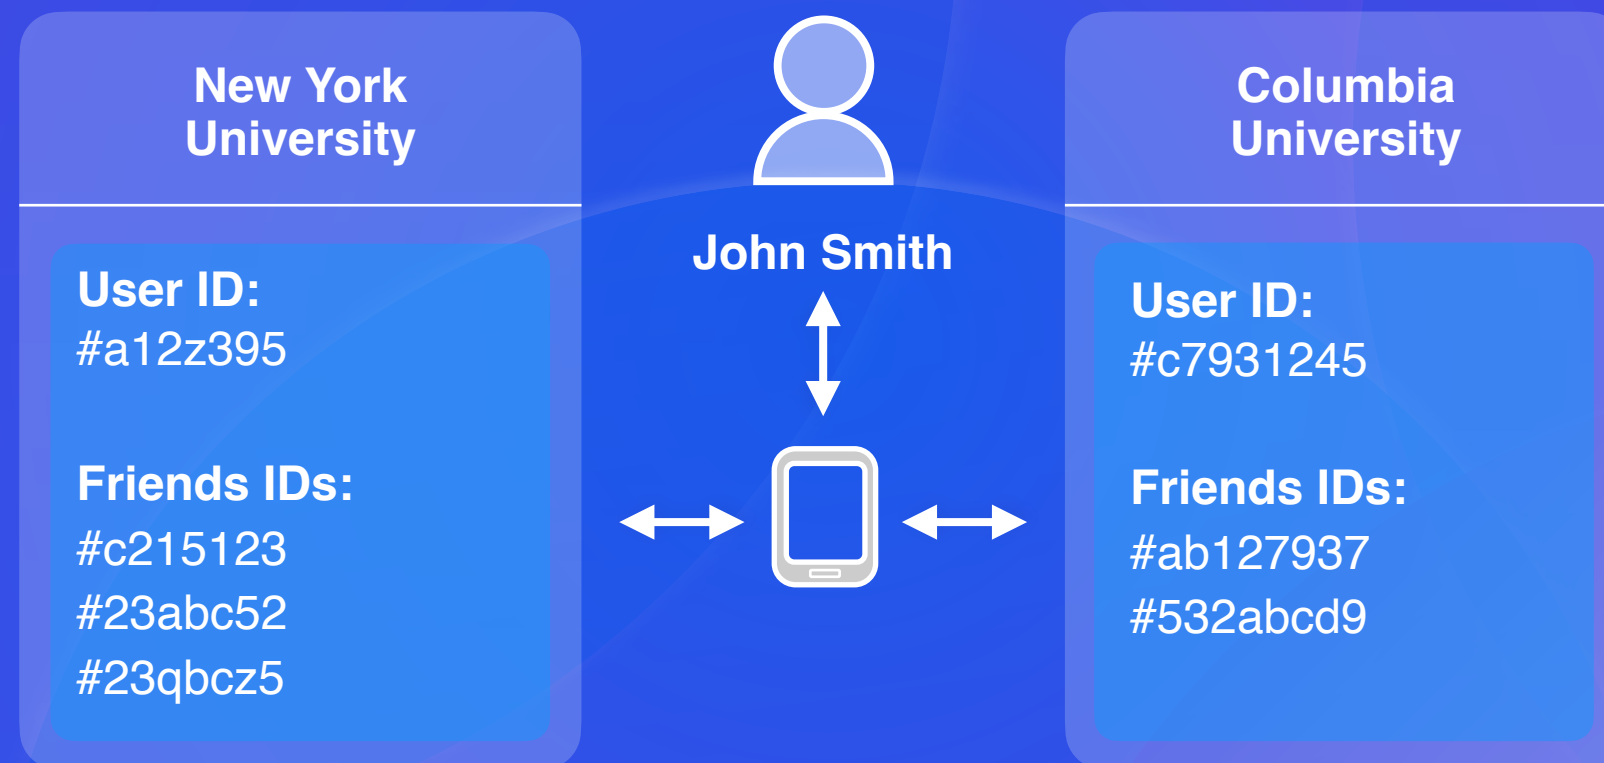 New York
University
User ID:
#a12z395
Friends IDs:
#c215123
#23abc52
#23qbcz5
John Smith
Columbia
University
User ID:
#c7931245
Friends IDs:
#ab127937
#532abcd9